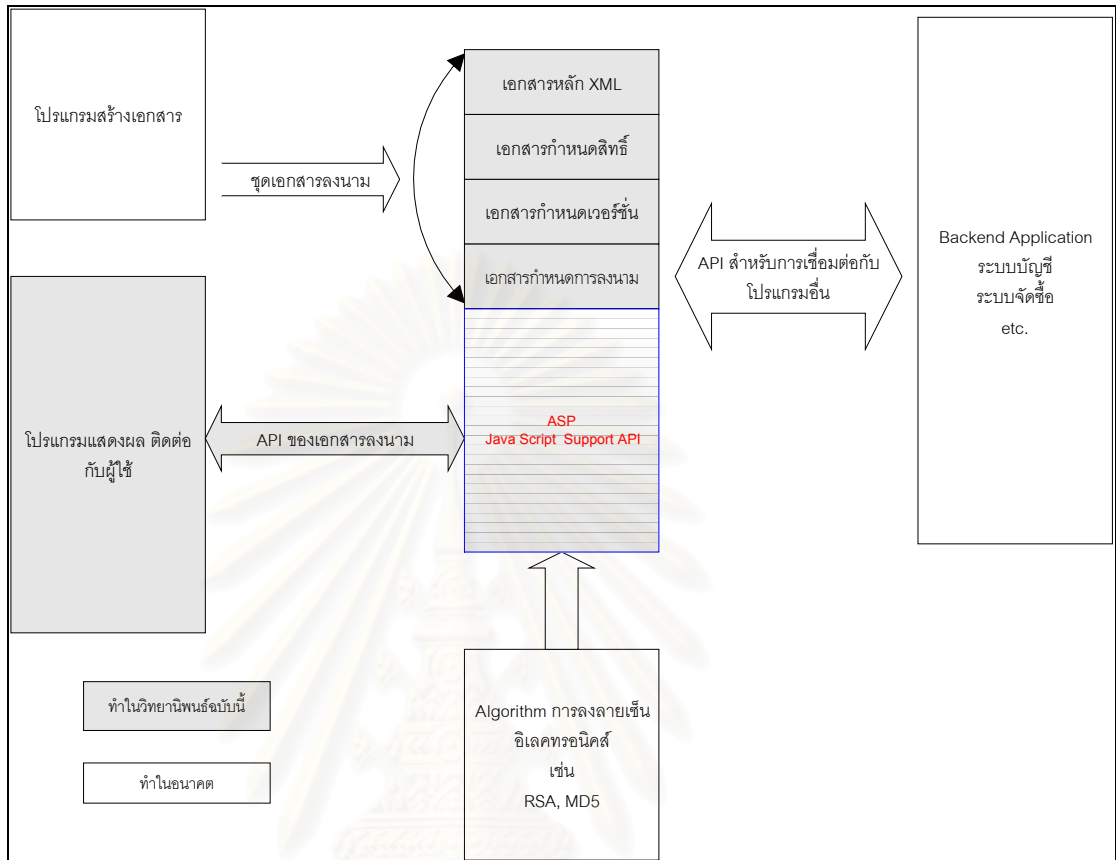 โปรแกรมสร้างเอกสาร
ชุดเอกสารลงนาม
เอกสารหลัก XML
เอกสารกำหนดสิทธิ์
เอกสารกำหนดเวอร์ชั่น
เอกสารกำหนดการลงนาม
API สำหรับการเชื่อมต่อกับ
โปรแกรมอื่น
Backend Application
ระบบบัญชี
ระบบจัดซื้อ
etc.
โปรแกรมแสดงผล ติดต่อ
กับผู้ใช้
API ของเอกสารลงนาม
ASP
Java Script Support API
Algorithm การลงลายเซ็น
อิเลคทรอนิคส์
เช่น
RSA, MD5
ทำในวิทยานิพนธ์ฉบับนี้
ทำในอนาคต